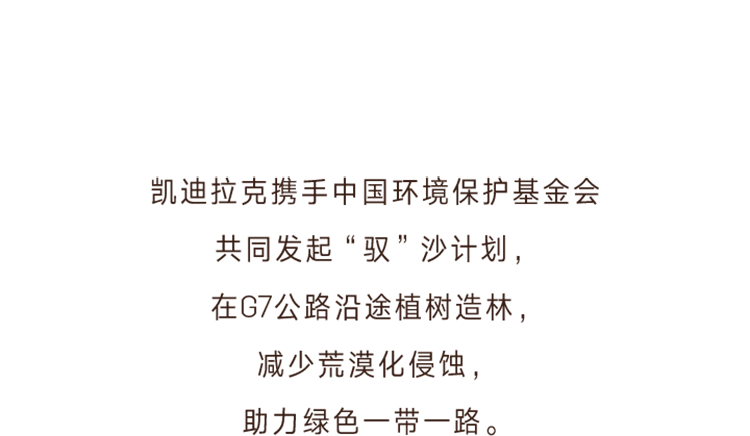 凯迪拉克携手中国环境保护基金会
共同发起“驭”沙计划，
在G7公路沿途植树造林，
减少荒漠化侵蚀，
助力绿色一带一路。